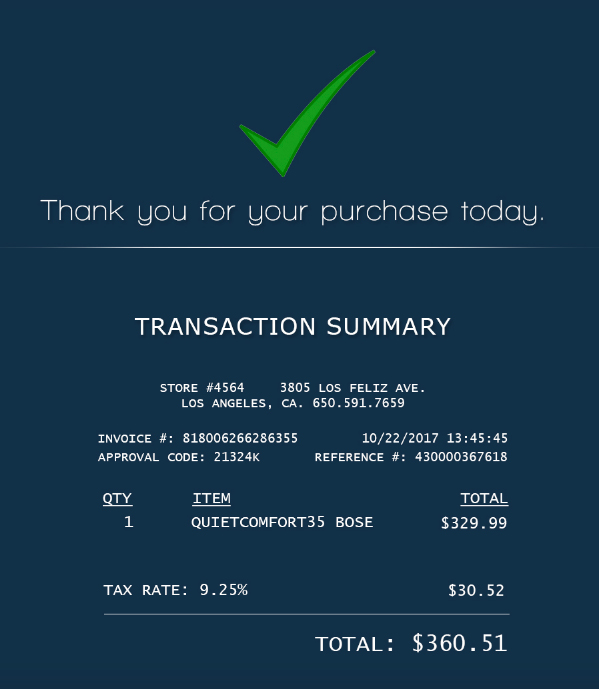 Thank you for your purchase today.
TRANSACTION SUMMARY
STORE #4564 3805 LOS FELIZ AVE.
LOS ANGELES, CA. 650.591.7659
INVOICE #: 818006266286355 10/22/2017 13:45:45
APPROVAL CODE: 21324K REFERENCE #: 430000367618
QTY ITEM TOTAL
1 QUIETCOMFORT35 BOSE $329.99
TAX RATE: 9.25% $30.52
TOTAL: $360.51